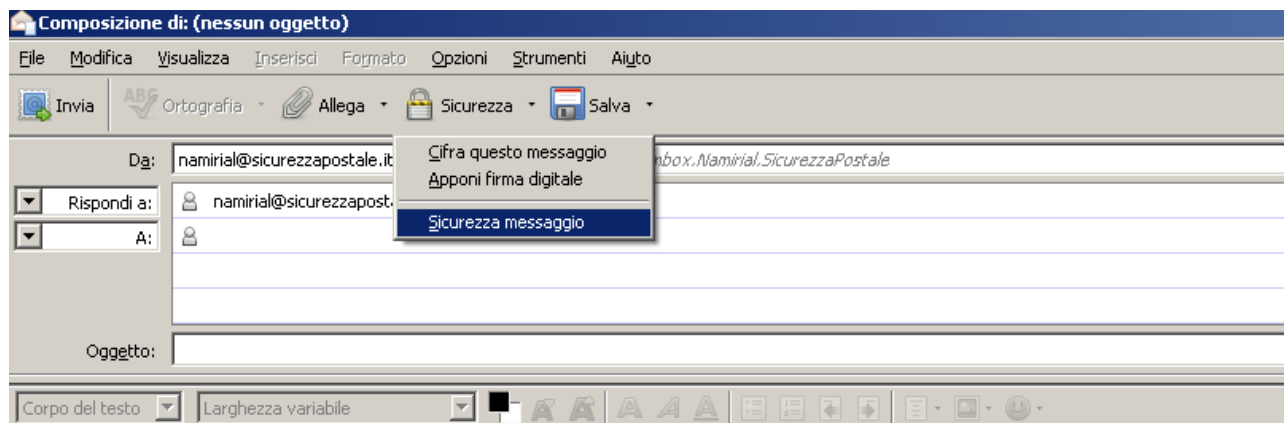 Composizione di: (nessun oggetto)
File Modifica Visualizza Inserisci Formato Opzioni Strumenti Aiuto
Invia ABC Ortografia Allega Sicurezza Salva
Cifra questo messaggio
Da: namirial@sicurezzapostale.it nbox.Namirial.SicurezzaPostale
Apponi firma digitale
Rispondi a: namirial@sicurezzapost
Sicurezza messaggio
A:
Oggetto:
Corpo del testo Larghezza variabile